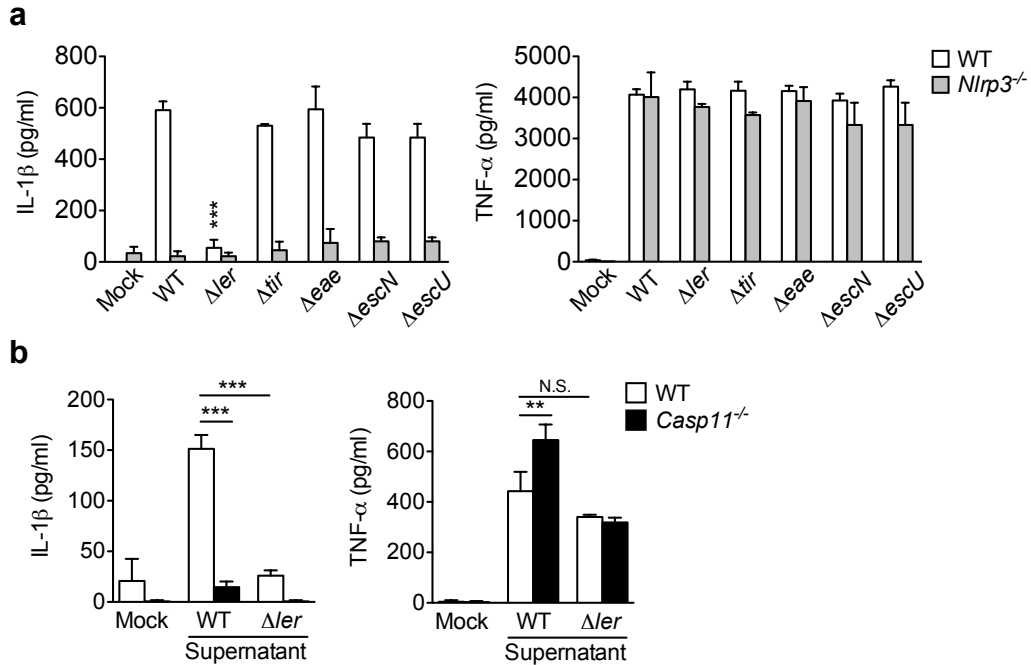 a
IL-1β (pg/ml)
800
600
400
200
0
***
Mock
WT
Δler
Δtir
Δeae
ΔescN
ΔescU
TNF-α (pg/ml)
5000
4000
3000
2000
1000
0
Mock
WT
Δler
Δtir
Δeae
ΔescN
ΔescU
WT
Nlrp3-/-
b
IL-1β (pg/ml)
200
150
100
50
0
***
***
Mock
WT
Δler
Supernatant
TNF-α (pg/ml)
800
600
400
200
0
N.S.
**
Mock
WT
Δler
Supernatant
WT
Casp11-/-